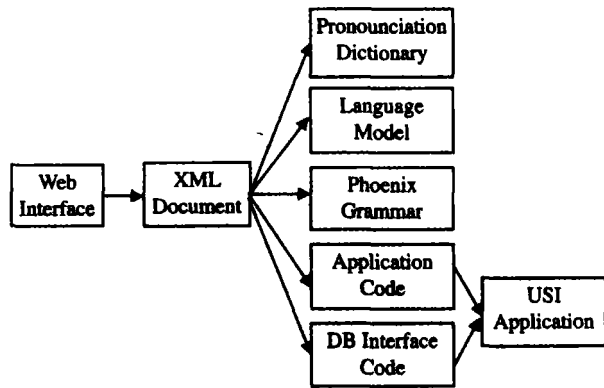 Pronounciation
Dictionary
Language
Model
Web
Interface
XML
Document
Phoenix
Grammar
Application
Code
USI
Application
DB Interface
Code